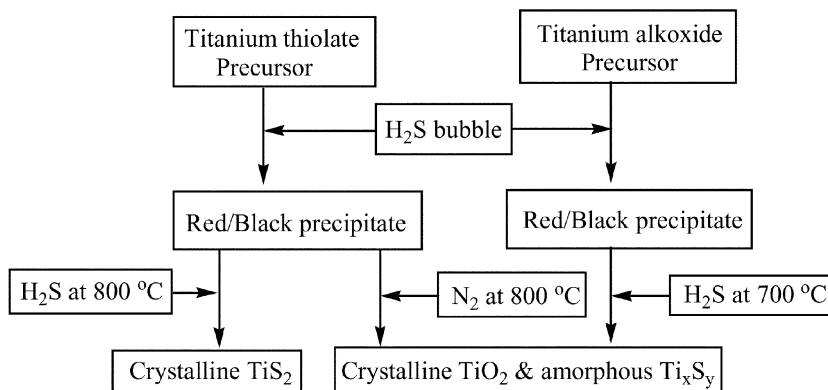 Titanium thiolate
Precursor
Titanium alkoxide
Precursor
H₂S bubble
Red/Black precipitate
Red/Black precipitate
H₂S at 800 °C
N₂ at 800 °C
H₂S at 700 °C
Crystalline TiS₂
Crystalline TiO₂ & amorphous TiₓS_y